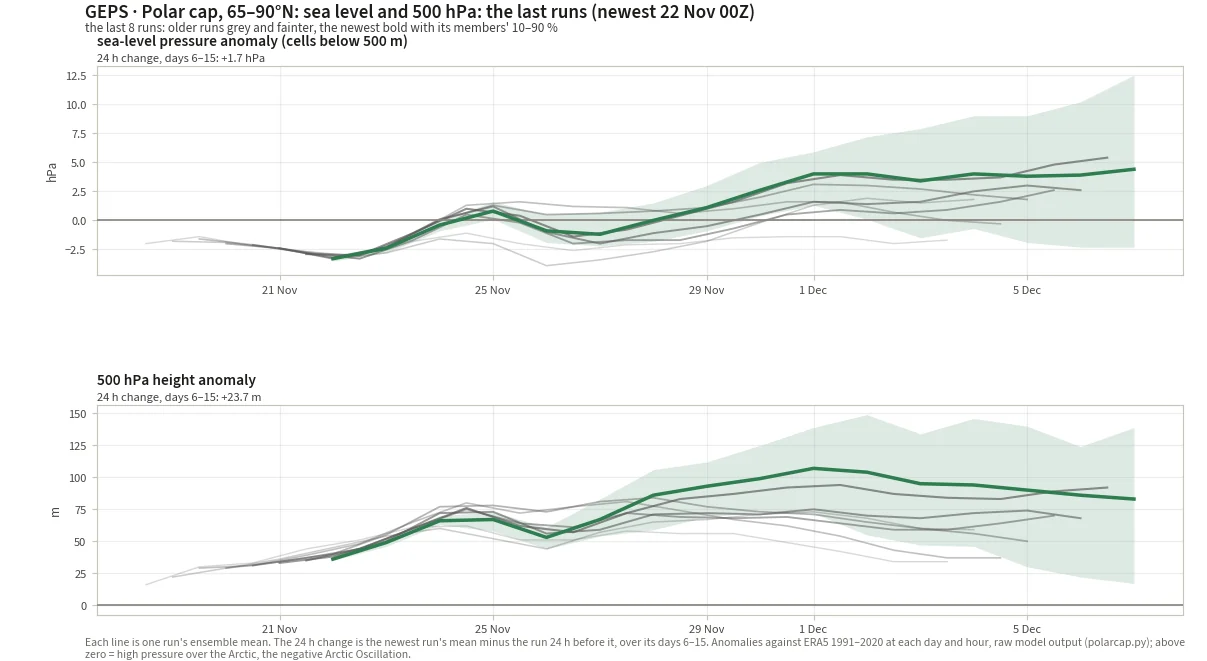 GEPS · Polar cap, 65–90°N: sea level and 500 hPa: the last runs (newest 22 Nov 00Z)
the last 8 runs: older runs grey and fainter, the newest bold with its members' 10–90 %
sea-level pressure anomaly (cells below 500 m)
24 h change, days 6–15: +1.7 hPa
12.5
10.0
7.5
5.0
2.5
0.0
−2.5
hPa
21 Nov
25 Nov
29 Nov
1 Dec
5 Dec
500 hPa height anomaly
24 h change, days 6–15: +23.7 m
150
125
100
75
50
25
0
m
21 Nov
25 Nov
29 Nov
1 Dec
5 Dec
Each line is one run's ensemble mean. The 24 h change is the newest run's mean minus the run 24 h before it, over its days 6–15. Anomalies against ERA5 1991–2020 at each day and hour, raw model output (polarcap.py); above
zero = high pressure over the Arctic, the negative Arctic Oscillation.